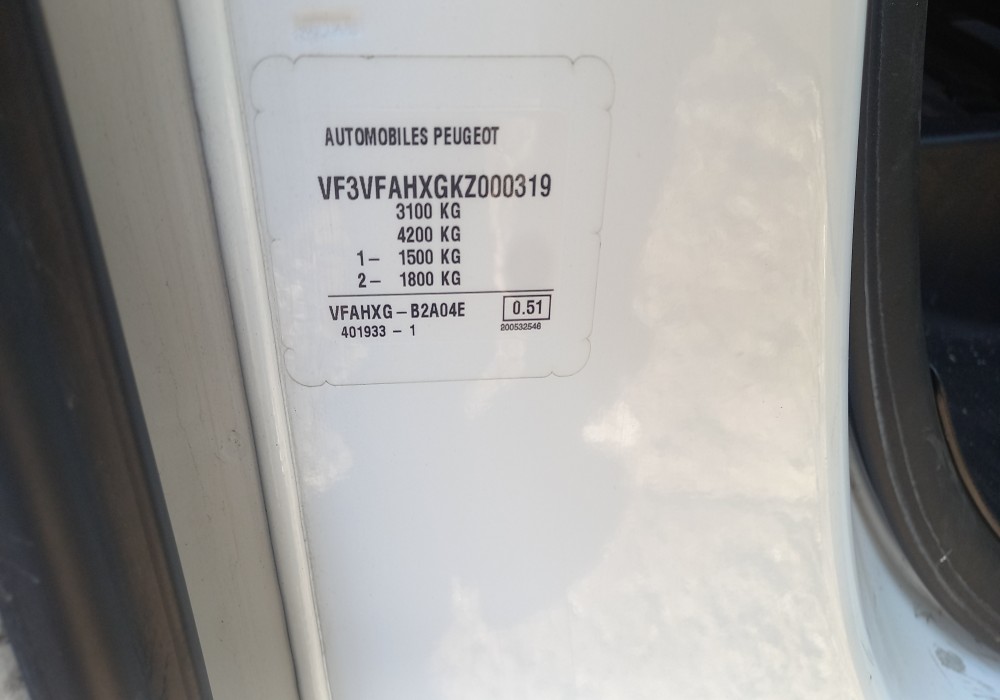 AUTOMOBILES PEUGEOT
VF3VFAHXGKZ000319
3100 KG
4200 KG
1– 1500 KG
2– 1800 KG
VFAHXG – B2A04E 0.51
401933 – 1 200532546